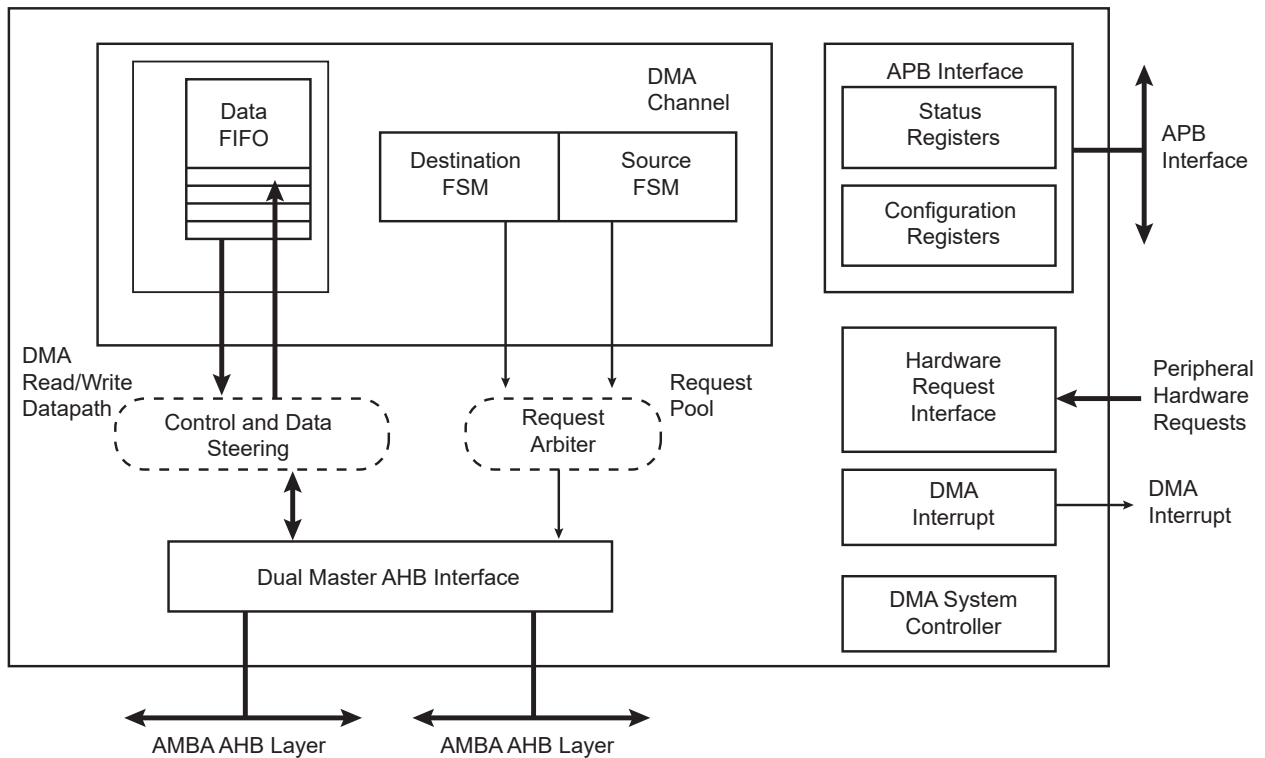 Data
FIFO
DMA
Channel
Destination
FSM
Source
FSM
APB Interface
Status
Registers
Configuration
Registers
APB
Interface
DMA
Read/Write
Datapath
Control and Data
Steering
Request
Arbiter
Request
Pool
Hardware
Request
Interface
Peripheral
Hardware
Requests
DMA
Interrupt
DMA
Interrupt
Dual Master AHB Interface
DMA System
Controller
AMBA AHB Layer
AMBA AHB Layer